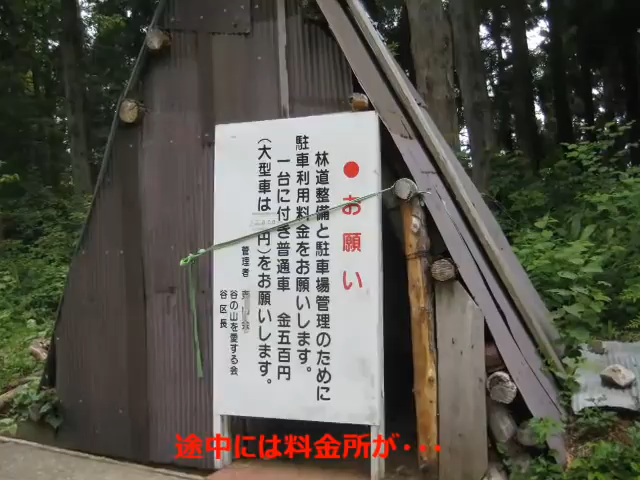 ●お願い
林道整備と駐車場管理のために
駐車利用料金をお願いします。
一台に付き普通車 金五百円
(大型車は 円)をお願いします。
管理者
谷の山を愛する会
谷区長
途中には料金所が・・・